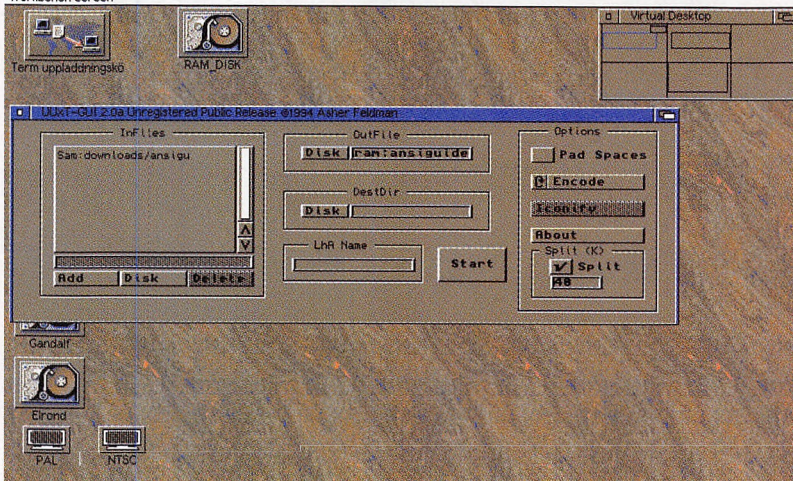 Term uppladdningskö
RAM_DISK
Virtual Desktop
UUxT-GUI 2.0a Unregistered Public Release ©1994 Asher Feldman
InFiles
Sam:downloads/ansigu
Add
Disk
Delete
OutFile
Disk
ram:ansiguide
DestDir
Disk
LhA Name
Start
Options
Pad Spaces
Encode
Iconify
About
Split (K)
Split
48
Gandalf
Elrond
PAL
NTSC